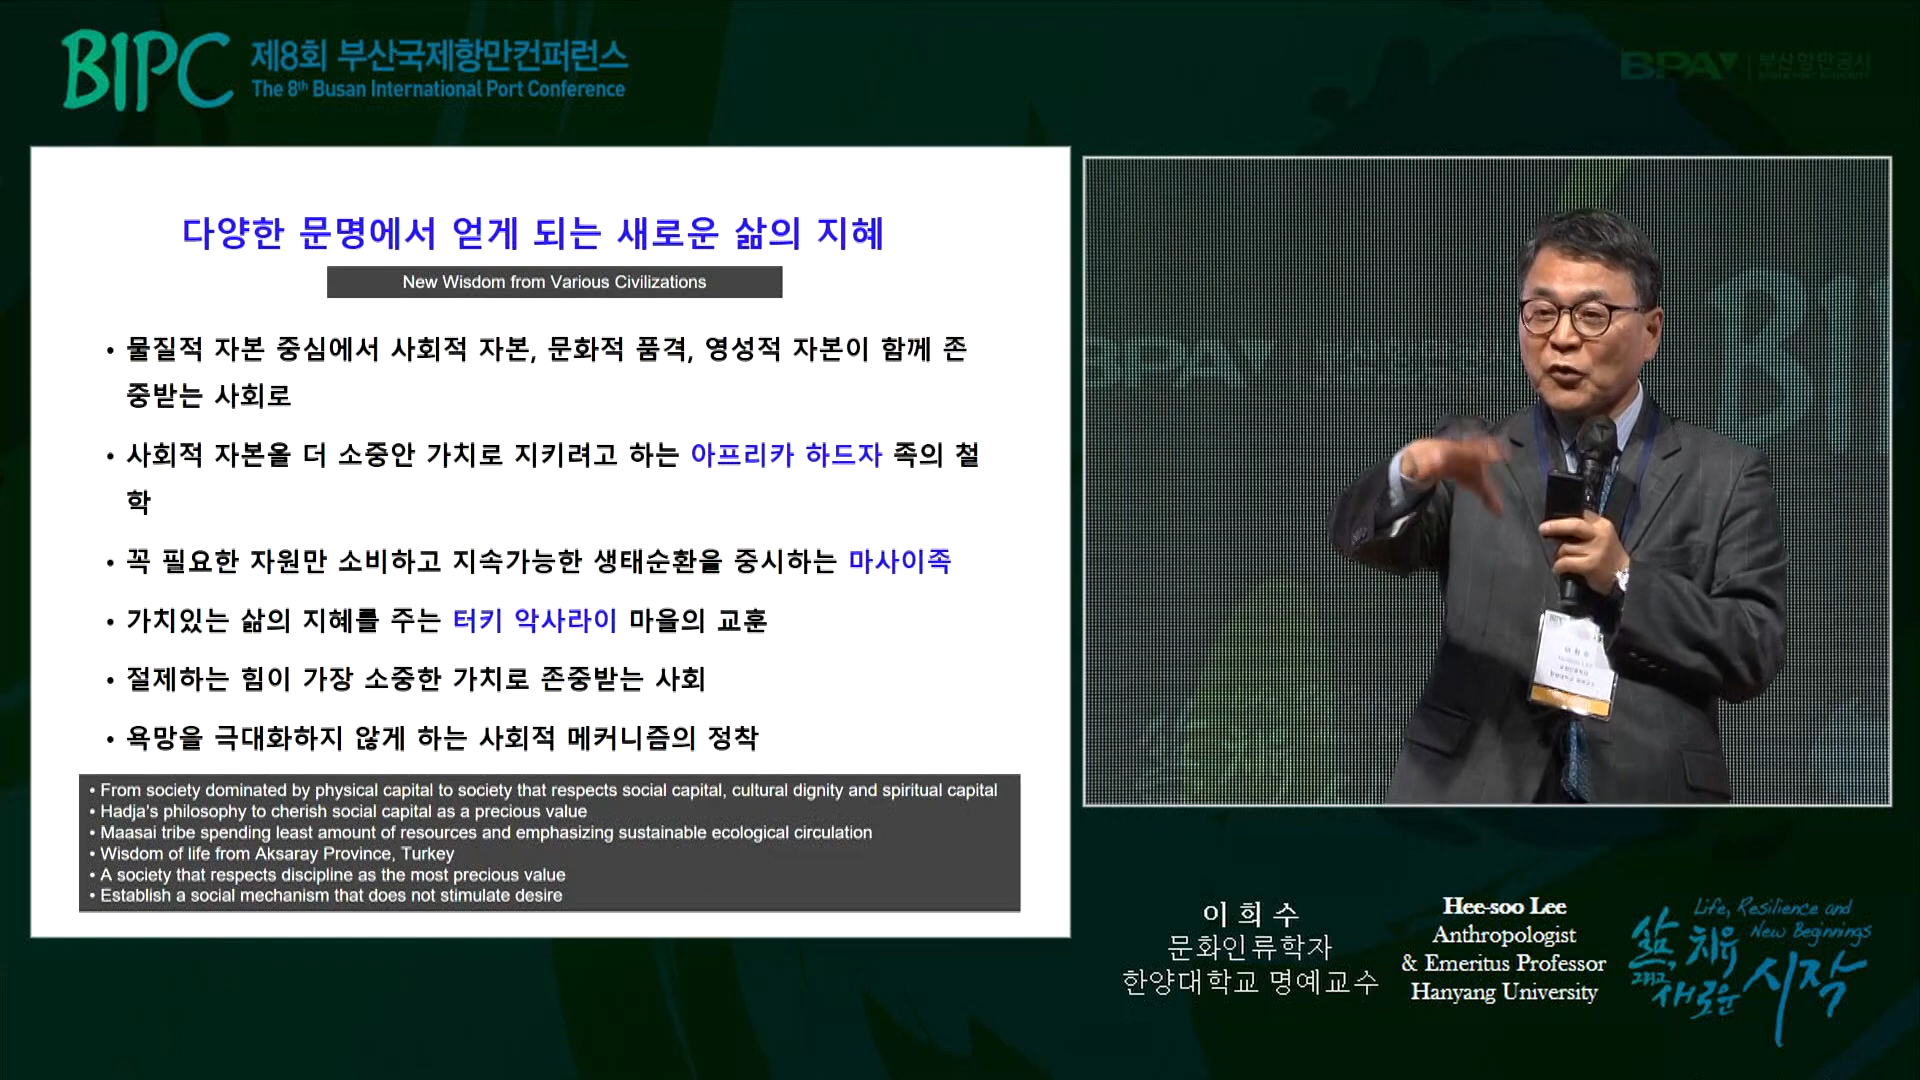 BIPC 제8회 부산국제항만컨퍼런스
The 8th Busan International Port Conference
BPA 부산항만공사
다양한 문명에서 얻게 되는 새로운 삶의 지혜
New Wisdom from Various Civilizations
• 물질적 자본 중심에서 사회적 자본, 문화적 품격, 영성적 자본이 함께 존
중받는 사회로
• 사회적 자본올 더 소중안 가치로 지키려고 하는 아프리카 하드자 족의 철
학
• 꼭 필요한 자원만 소비하고 지속가능한 생태순환을 중시하는 마사이족
• 가치있는 삶의 지혜를 주는 터키 악사라이 마을의 교훈
• 절제하는 힘이 가장 소중한 가치로 존중받는 사회
• 욕망을 극대화하지 않게 하는 사회적 메커니즘의 정착
• From society dominated by physical capital to society that respects social capital, cultural dignity and spiritual capital
• Hadja's philosophy to cherish social capital as a precious value
• Maasai tribe spending least amount of resources and emphasizing sustainable ecological circulation
• Wisdom of life from Aksaray Province, Turkey
• A society that respects discipline as the most precious value
• Establish a social mechanism that does not stimulate desire
BPA
BI
이 희 수
문화인류학자
한양대학교 명예교수
Hee-soo Lee
Anthropologist
& Emeritus Professor
Hanyang University
Life, Resilience and
New Beginnings
삶, 치유
그리고
새로운 시작